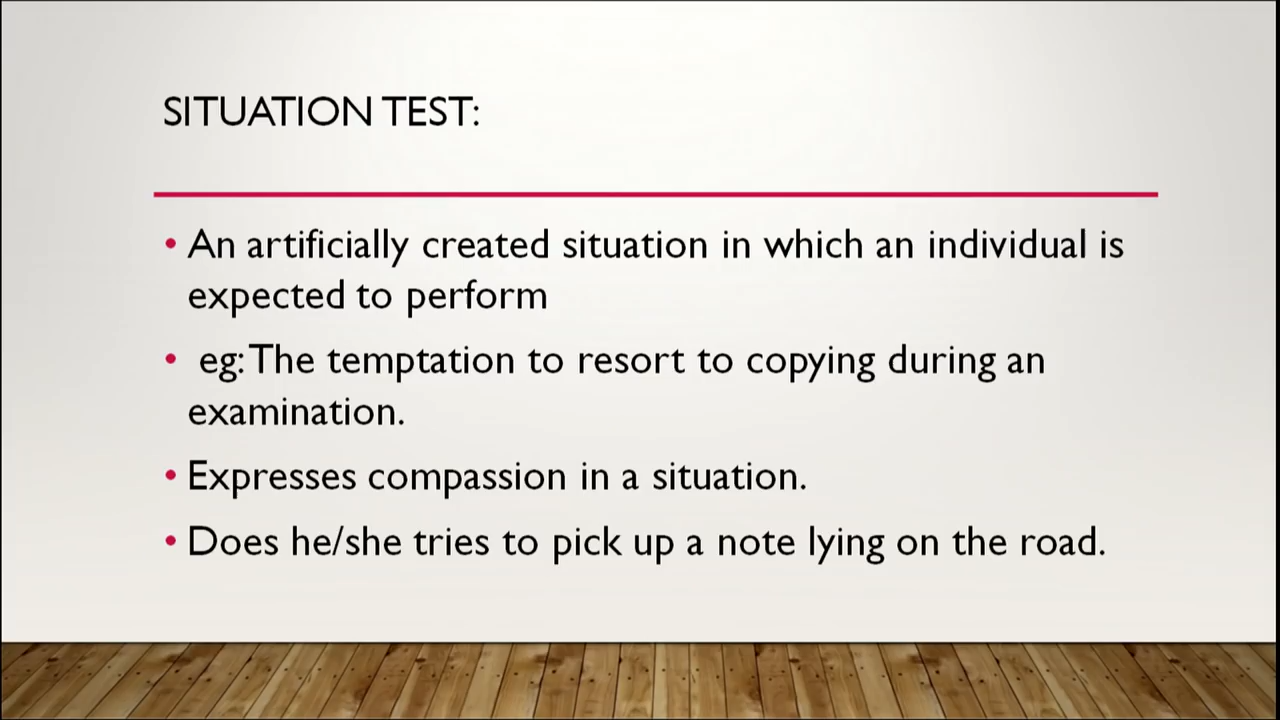 SITUATION TEST:
• An artificially created situation in which an individual is
expected to perform
• eg: The temptation to resort to copying during an
examination.
• Expresses compassion in a situation.
• Does he/she tries to pick up a note lying on the road.